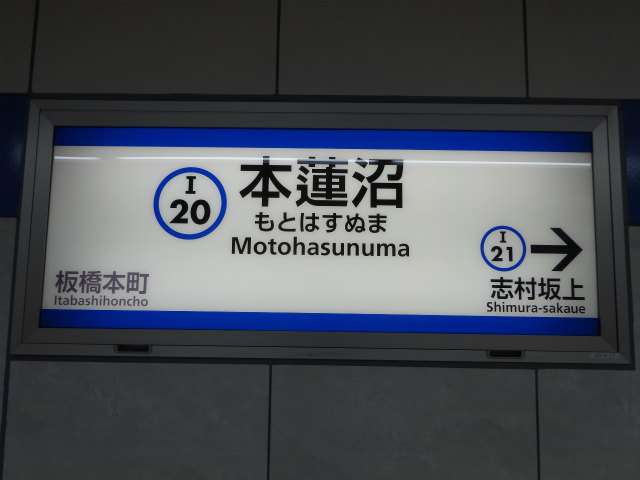 I
20
本蓮沼
もとはすぬま
Motohasunuma
I
21
板橋本町
Itabashihoncho
志村坂上
Shimura-sakaue